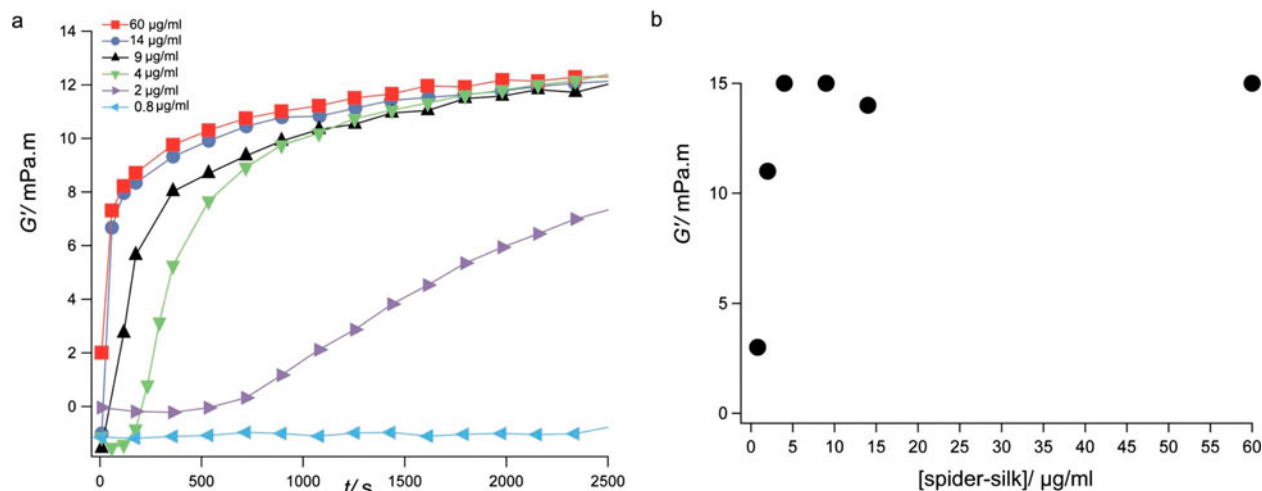 a
14
12
10
8
6
4
2
0
G'/ mPa.m
60 µg/ml
14 µg/ml
9 µg/ml
4 µg/ml
2 µg/ml
0.8 µg/ml
0 500 1000 1500 2000 2500
t/ s
b
15
10
5
0
G'/ mPa.m
0 5 10 15 20 25 30 35 40 45 50 55 60
[spider-silk]/ µg/ml